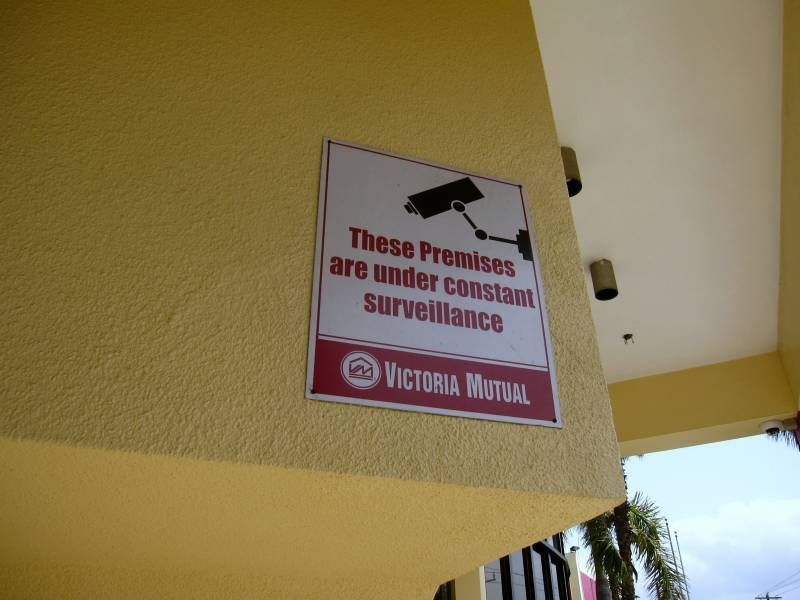 These Premises
are under constant
surveillance
VICTORIA MUTUAL